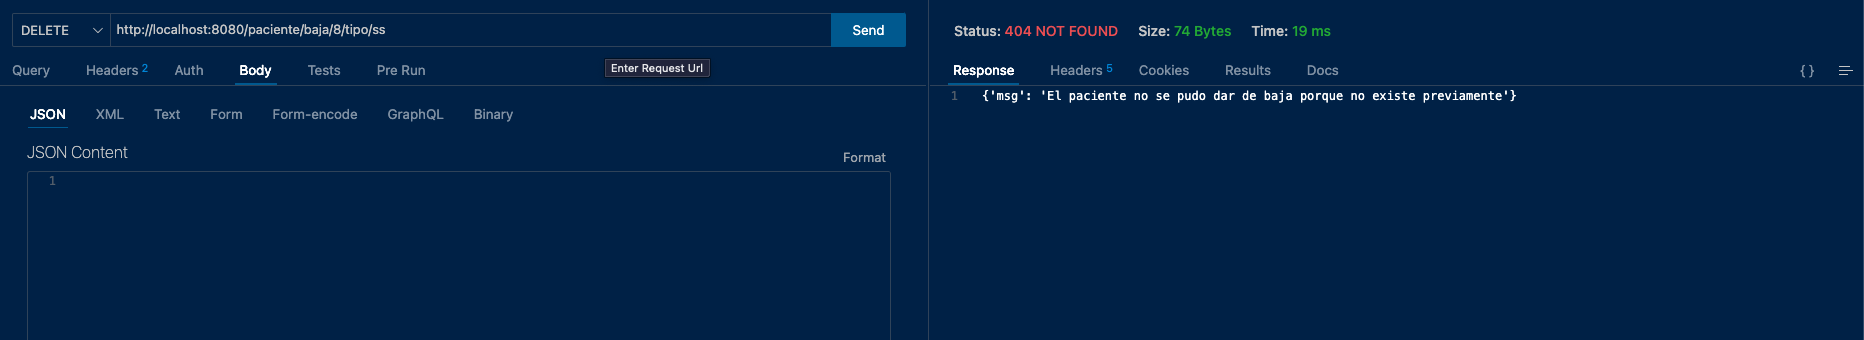 DELETE http://localhost:8080/paciente/baja/8/tipo/ss Send
Query Headers 2 Auth Body Tests Pre Run
Enter Request Url
JSON XML Text Form Form-encode GraphQL Binary
JSON Content
Format
1
Status: 404 NOT FOUND Size: 74 Bytes Time: 19 ms
Response Headers 5 Cookies Results Docs { }
1 {'msg': 'El paciente no se pudo dar de baja porque no existe previamente'}